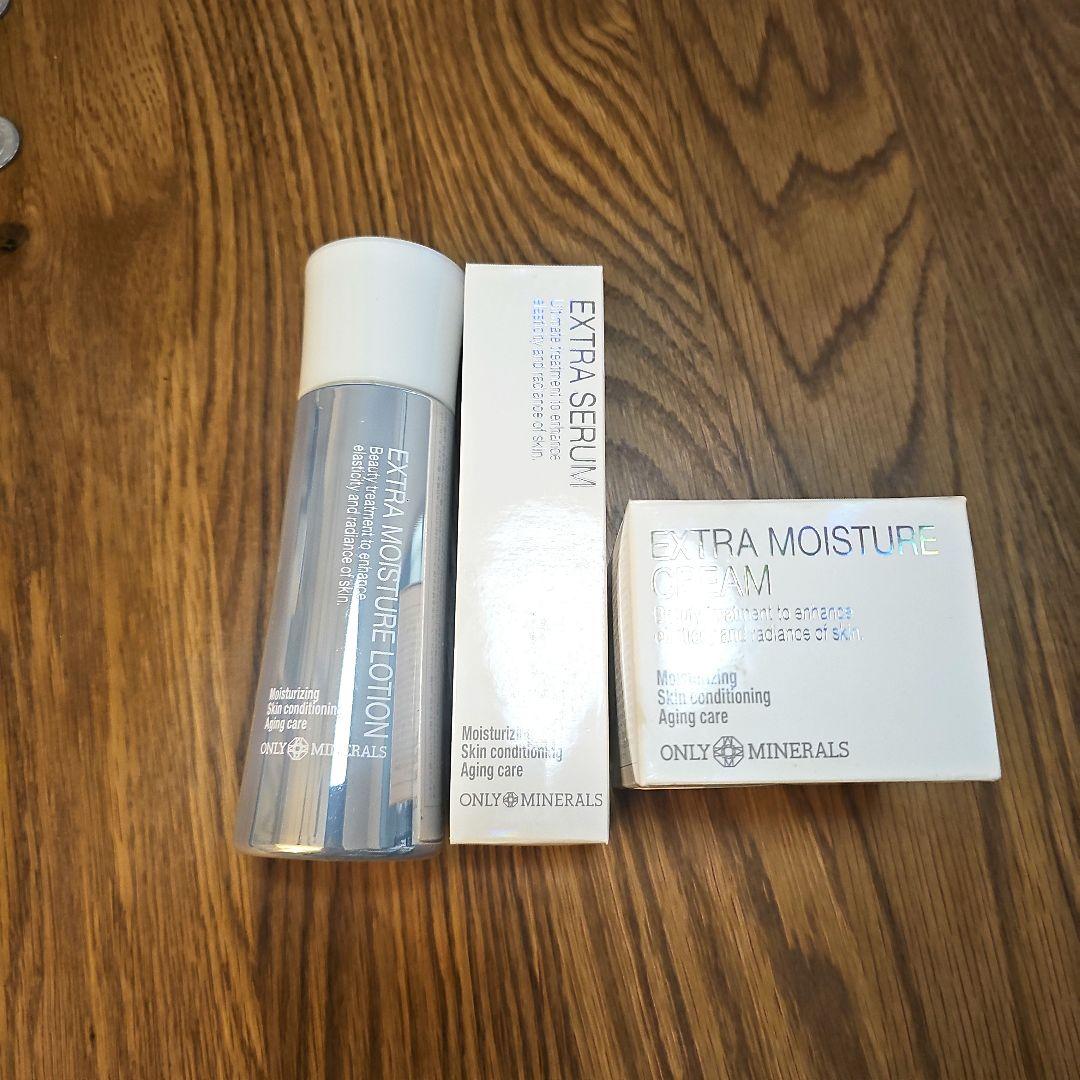 EXTRA MOISTURE LOTION
Beauty treatment to enhance
elasticity and radiance of skin.
Moisturizing
Skin conditioning
Aging care
ONLY MINERALS
EXTRA SERUM
Ultimate treatment to enhance
elasticity and radiance of skin.
Moisturizing
Skin conditioning
Aging care
ONLY MINERALS
EXTRA MOISTURE
CREAM
Beauty treatment to enhance
elasticity and radiance of skin.
Moisturizing
Skin conditioning
Aging care
ONLY MINERALS